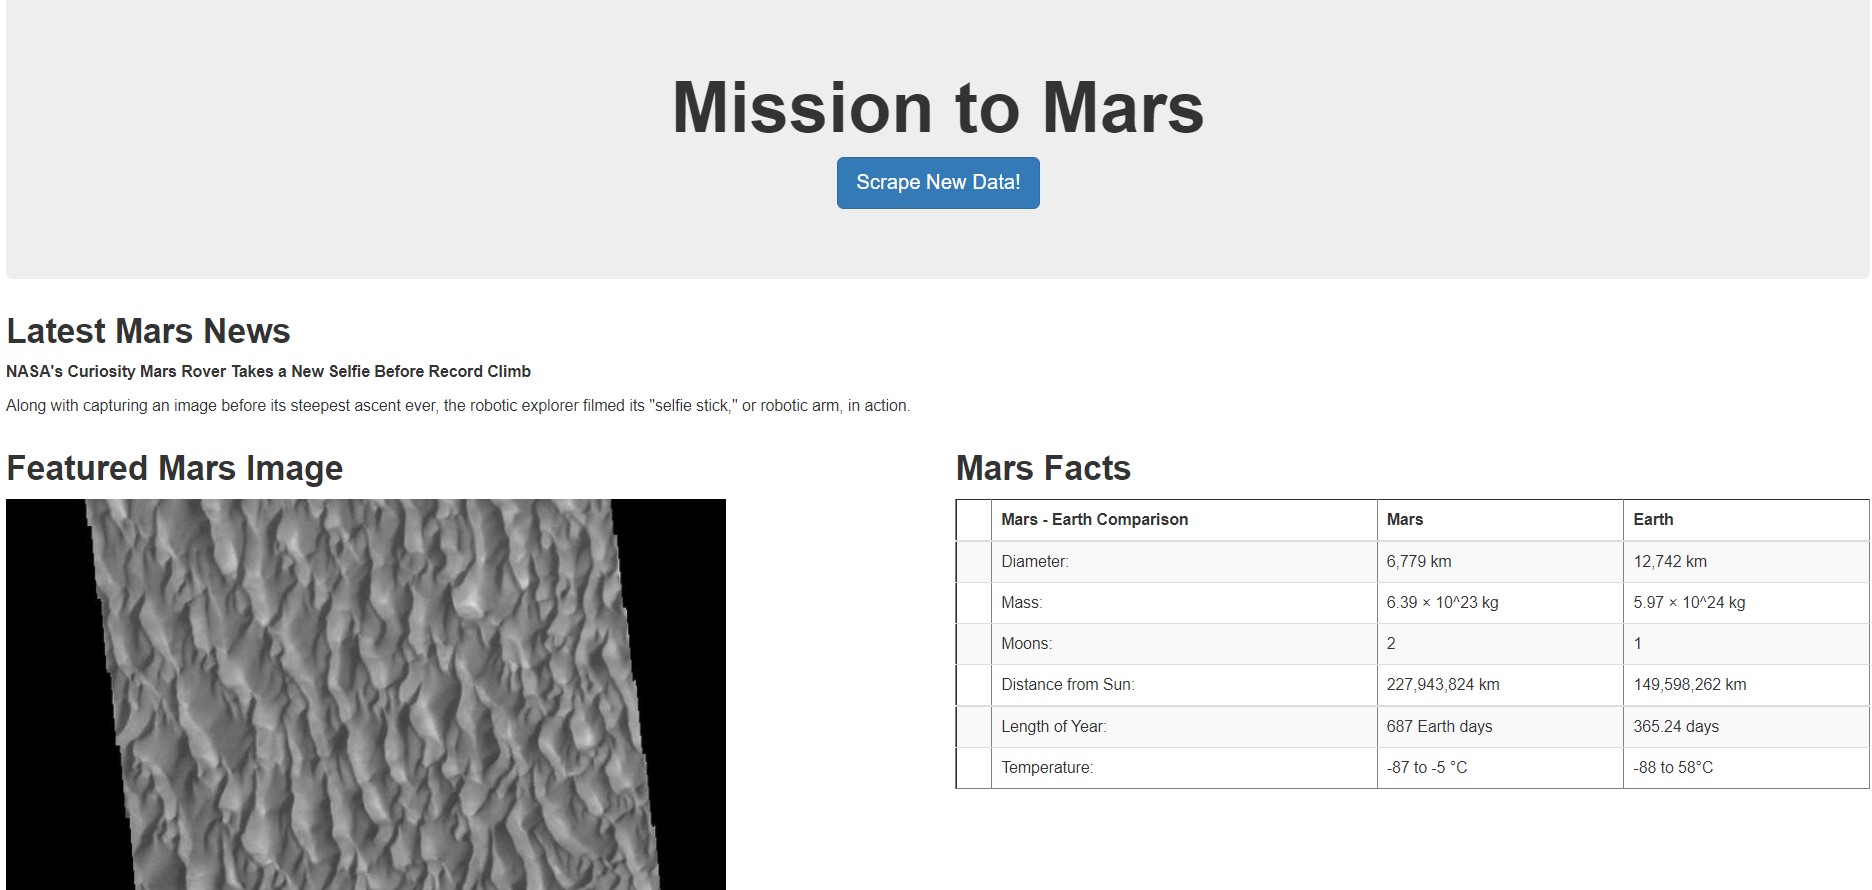 Mission to Mars
Scrape New Data!
Latest Mars News
NASA's Curiosity Mars Rover Takes a New Selfie Before Record Climb
Along with capturing an image before its steepest ascent ever, the robotic explorer filmed its "selfie stick," or robotic arm, in action.
Featured Mars Image
Mars Facts
Mars - Earth Comparison Mars Earth
Diameter: 6,779 km 12,742 km
Mass: 6.39 × 10^23 kg 5.97 × 10^24 kg
Moons: 2 1
Distance from Sun: 227,943,824 km 149,598,262 km
Length of Year: 687 Earth days 365.24 days
Temperature: -87 to -5 °C -88 to 58°C